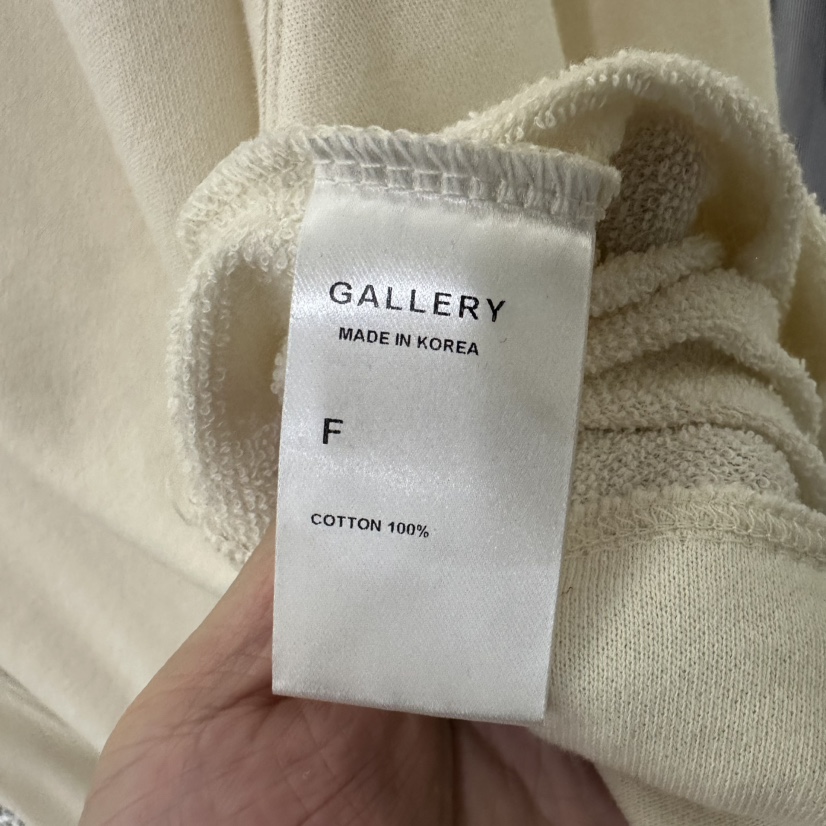 GALLERY
MADE IN KOREA
F
COTTON 100%